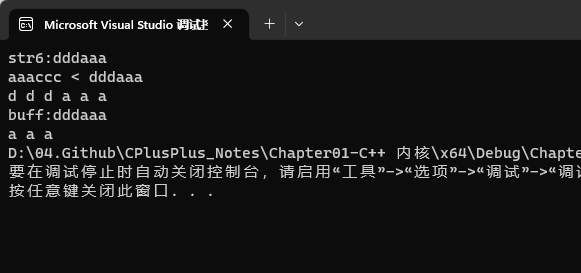 Microsoft Visual Studio 调试
str6:dddaaa
aaaccc < dddaaa
d d d a a a
buff:dddaaa
a a a
D:\04.Github\CPlusPlus_Notes\Chapter01-C++ 内核\x64\Debug\Chapte
要在调试停止时自动关闭控制台，请启用“工具”->“选项”->“调试”->“调试
按任意键关闭此窗口. . .